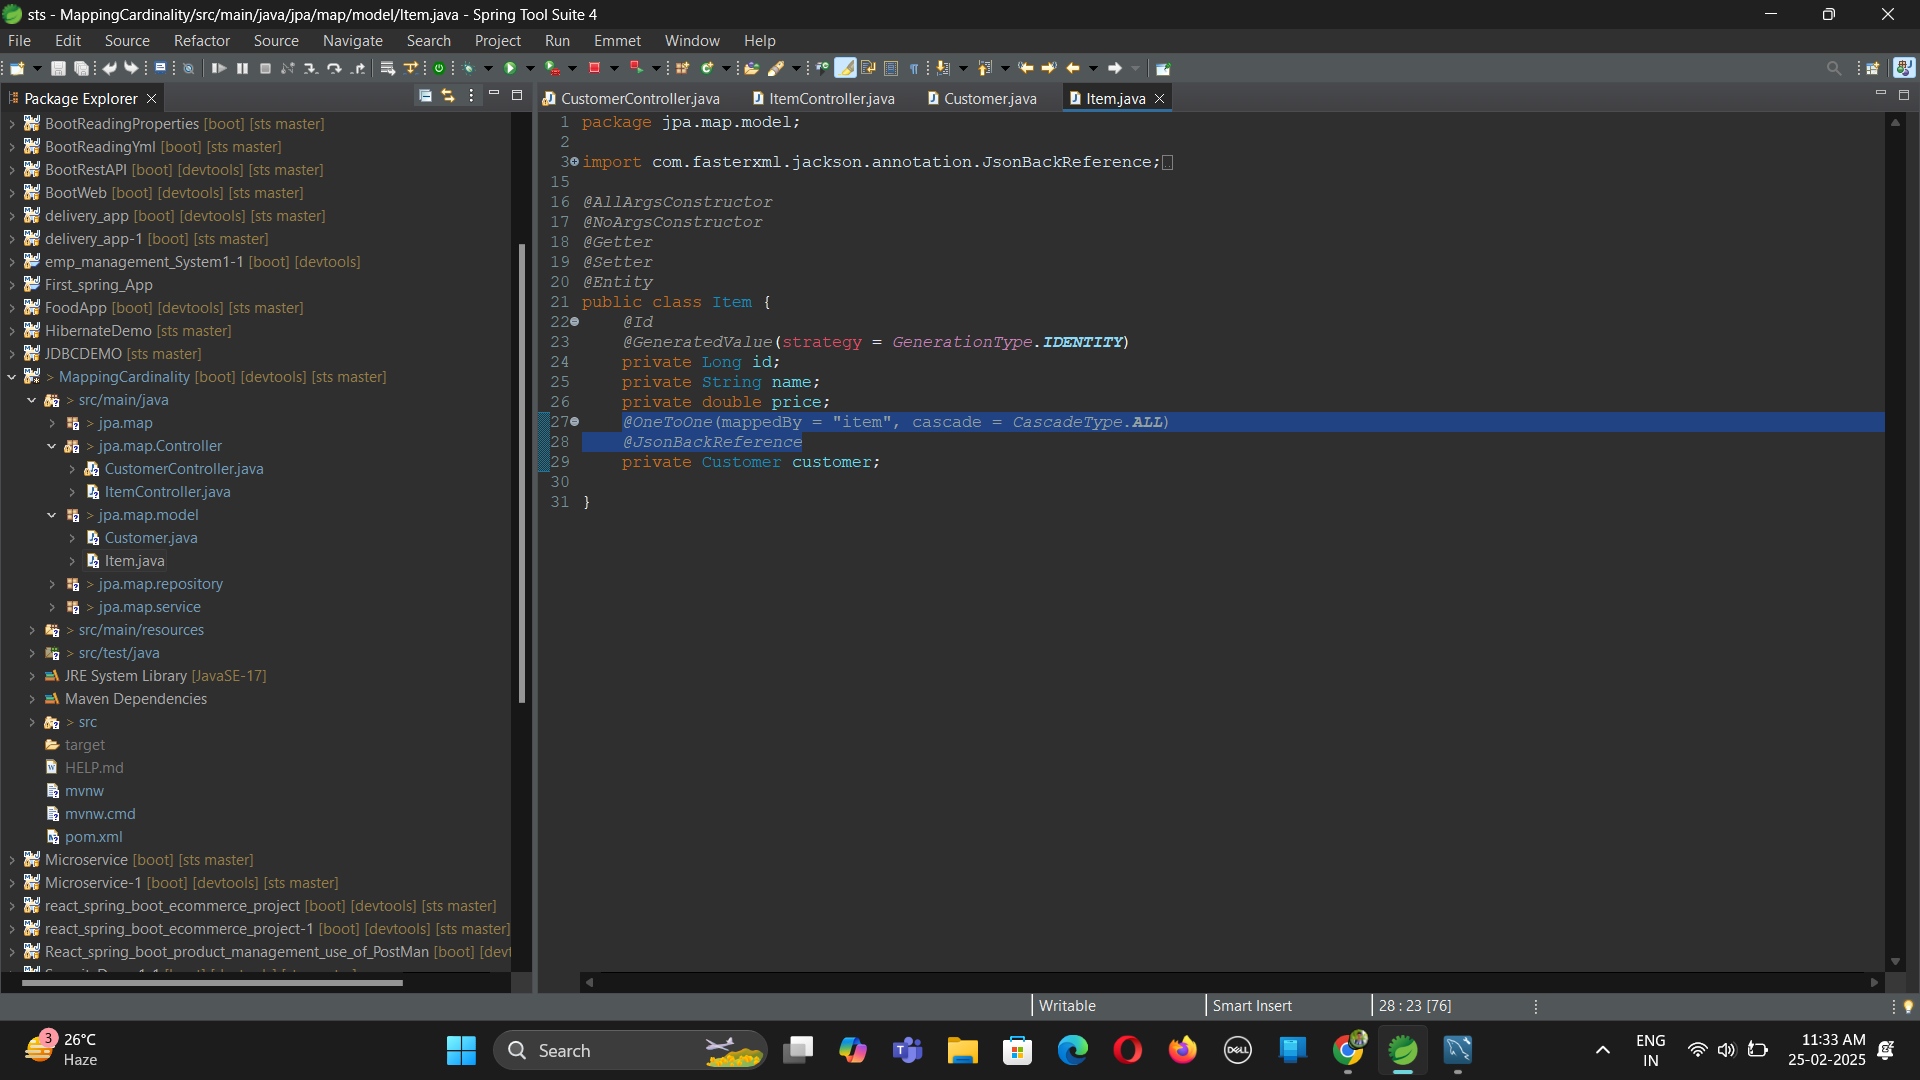 sts - MappingCardinality/src/main/java/jpa/map/model/Item.java - Spring Tool Suite 4
File Edit Source Refactor Source Navigate Search Project Run Emmet Window Help
Package Explorer
BootReadingProperties [boot] [sts master]
BootReadingYml [boot] [sts master]
BootRestAPI [boot] [devtools] [sts master]
BootWeb [boot] [devtools] [sts master]
delivery_app [boot] [devtools] [sts master]
delivery_app-1 [boot] [sts master]
emp_management_System1-1 [boot] [devtools]
First_spring_App
FoodApp [boot] [devtools] [sts master]
HibernateDemo [sts master]
JDBCDEMO [sts master]
> MappingCardinality [boot] [devtools] [sts master]
> src/main/java
> jpa.map
> jpa.map.Controller
CustomerController.java
ItemController.java
> jpa.map.model
Customer.java
Item.java
> jpa.map.repository
> jpa.map.service
> src/main/resources
> src/test/java
JRE System Library [JavaSE-17]
Maven Dependencies
> src
target
HELP.md
mvnw
mvnw.cmd
pom.xml
Microservice [boot] [sts master]
Microservice-1 [boot] [devtools] [sts master]
react_spring_boot_ecommerce_project [boot] [devtools] [sts master]
react_spring_boot_ecommerce_project-1 [boot] [devtools] [sts master]
React_spring_boot_product_management_use_of_PostMan [boot] [devt
CustomerController.java ItemController.java Customer.java Item.java
1 package jpa.map.model;
2
3 import com.fasterxml.jackson.annotation.JsonBackReference;
15
16 @AllArgsConstructor
17 @NoArgsConstructor
18 @Getter
19 @Setter
20 @Entity
21 public class Item {
22 @Id
23 @GeneratedValue(strategy = GenerationType.IDENTITY)
24 private Long id;
25 private String name;
26 private double price;
27 @OneToOne(mappedBy = "item", cascade = CascadeType.ALL)
28 @JsonBackReference
29 private Customer customer;
30
31 }
Writable Smart Insert 28 : 23 [76]
3 26°C
Haze
Search
DELL
ENG
IN
11:33 AM
25-02-2025